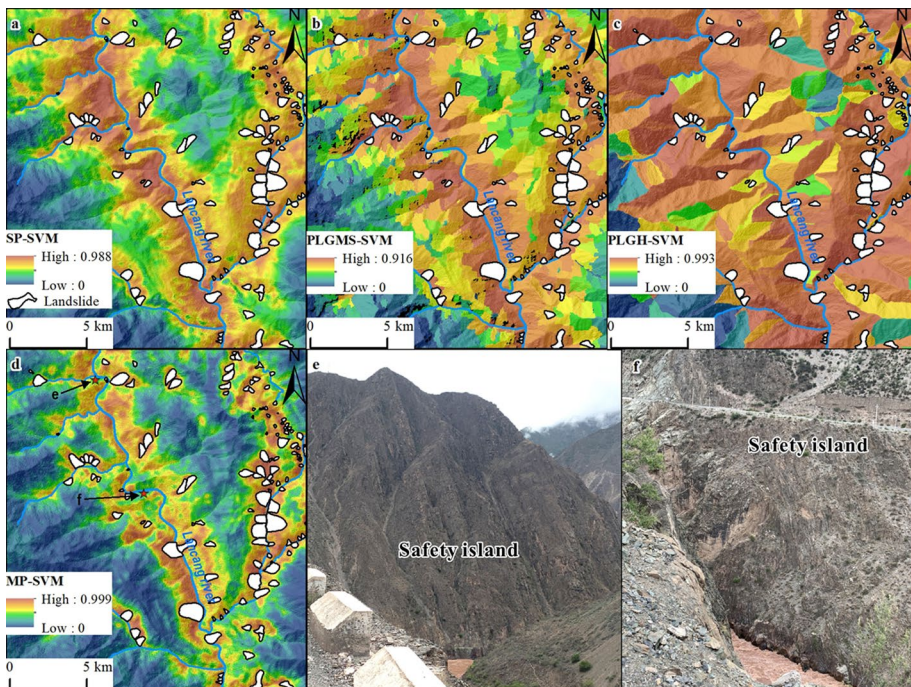 a
N
SP-SVM
High : 0.988
Low : 0
Landslide
0 5 km
Lancang river
b
N
PLGMS-SVM
High : 0.916
Low : 0
0 5 km
Lancang river
c
N
PLGH-SVM
High : 0.993
Low : 0
0 5 km
Lancang river
d
N
e
f
MP-SVM
High : 0.999
Low : 0
0 5 km
Lancang river
e
Safety island
f
Safety island